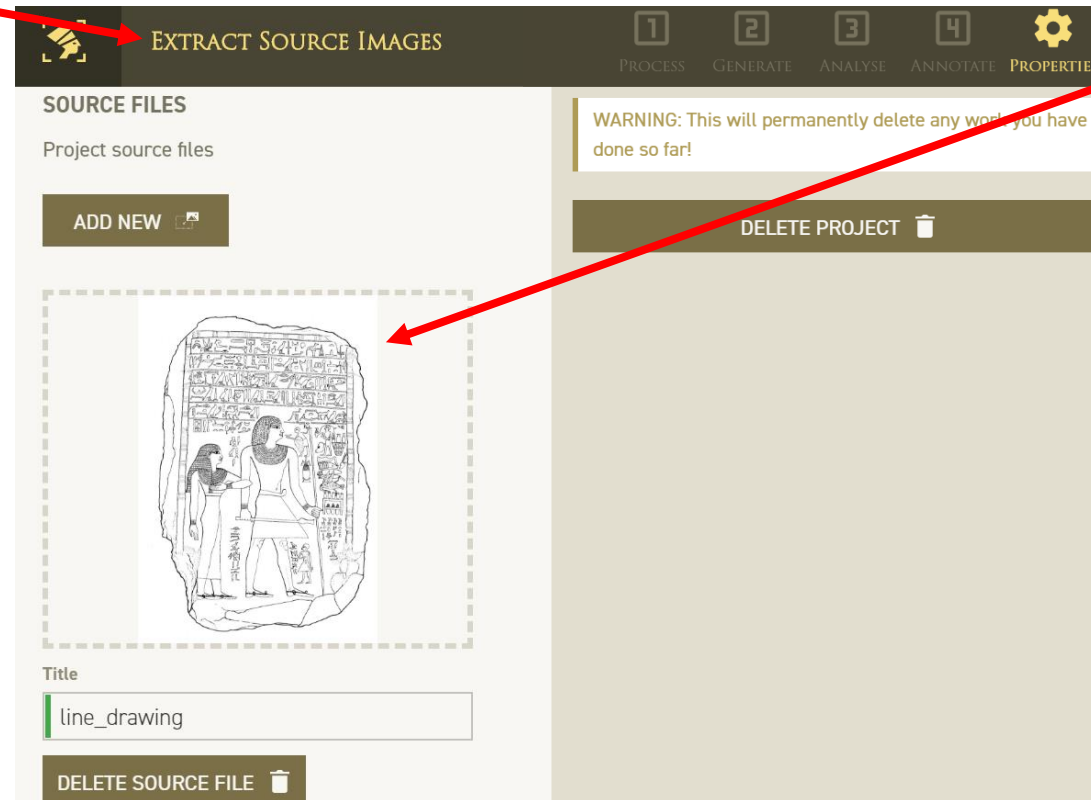 EXTRACT SOURCE IMAGES
1 2 3 4
PROCESS GENERATE ANALYSE ANNOTATE PROPERTIE
SOURCE FILES
Project source files
ADD NEW
Title
line_drawing
DELETE SOURCE FILE
WARNING: This will permanently delete any work you have
done so far!
DELETE PROJECT